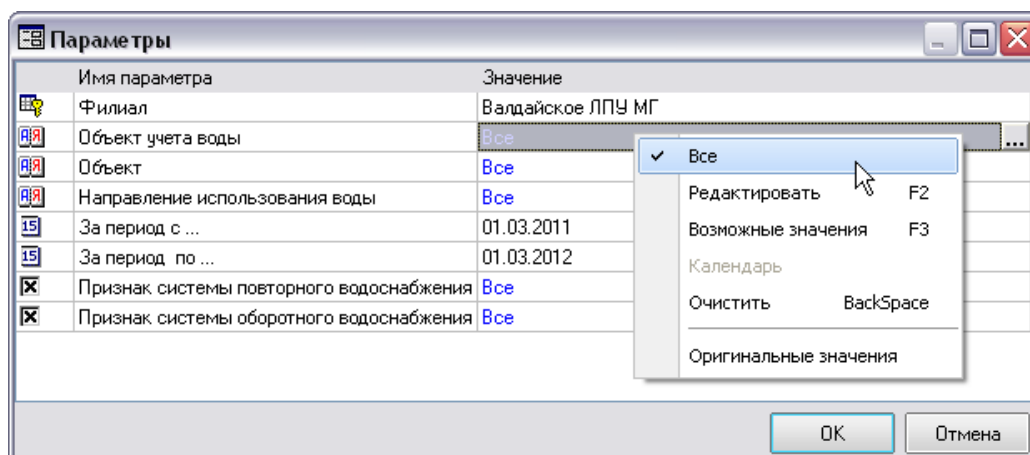 Параметры
Имя параметра Значение
Филиал Валдайское ЛПУ МГ
Объект учета воды Все ...
Объект Все
Направление использования воды Все
За период с ... 01.03.2011
За период по ... 01.03.2012
Признак системы повторного водоснабжения Все
Признак системы оборотного водоснабжения Все
Все
Редактировать F2
Возможные значения F3
Календарь
Очистить BackSpace
Оригинальные значения
OK Отмена